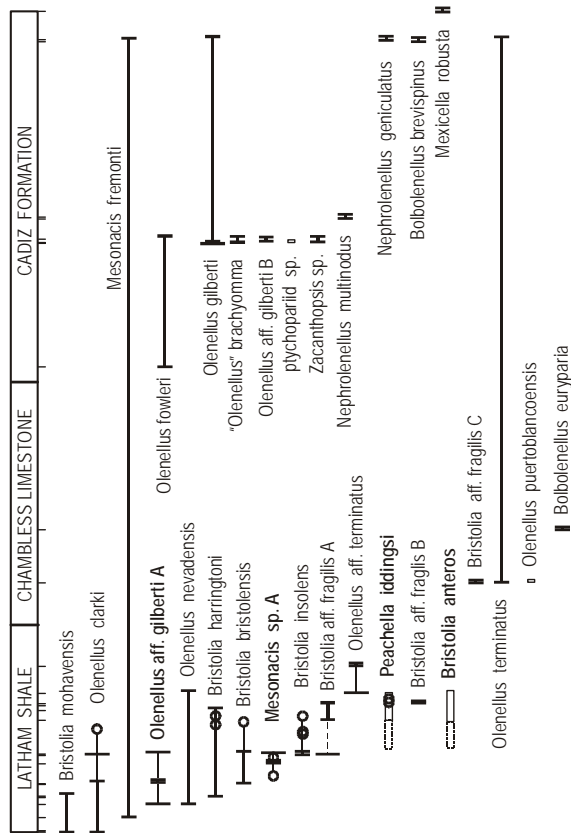 CADIZ FORMATION
CHAMBLESS LIMESTONE
LATHAM SHALE
Bristolia mohavensis
Olenellus clarki
Mesonacis fremonti
Olenellus aff. gilberti A
Olenellus fowleri
Olenellus nevadensis
Olenellus gilberti
Bristolia harringtoni
"Olenellus" brachyomma
Bristolia bristolensis
Olenellus aff. gilberti B
Mesonacis sp. A
ptychopariid sp.
Bristolia insolens
Zacanthopsis sp.
Bristolia aff. fragilis A
Nephrolenellus multinodus
Olenellus aff. terminatus
Peachella iddingsi
Nephrolenellus geniculatus
Bristolia aff. fragilis B
Bolbolenellus brevispinus
Bristolia anteros
Mexicella robusta
Bristolia aff. fragilis C
Olenellus terminatus
Olenellus puertoblancoensis
Bolbolenellus euryparia